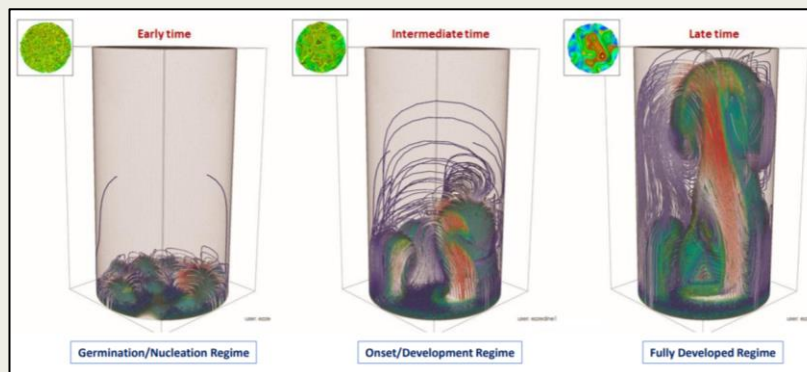 Early time
Intermediate time
Late time
Germination/Nucleation Regime
Onset/Development Regime
Fully Developed Regime